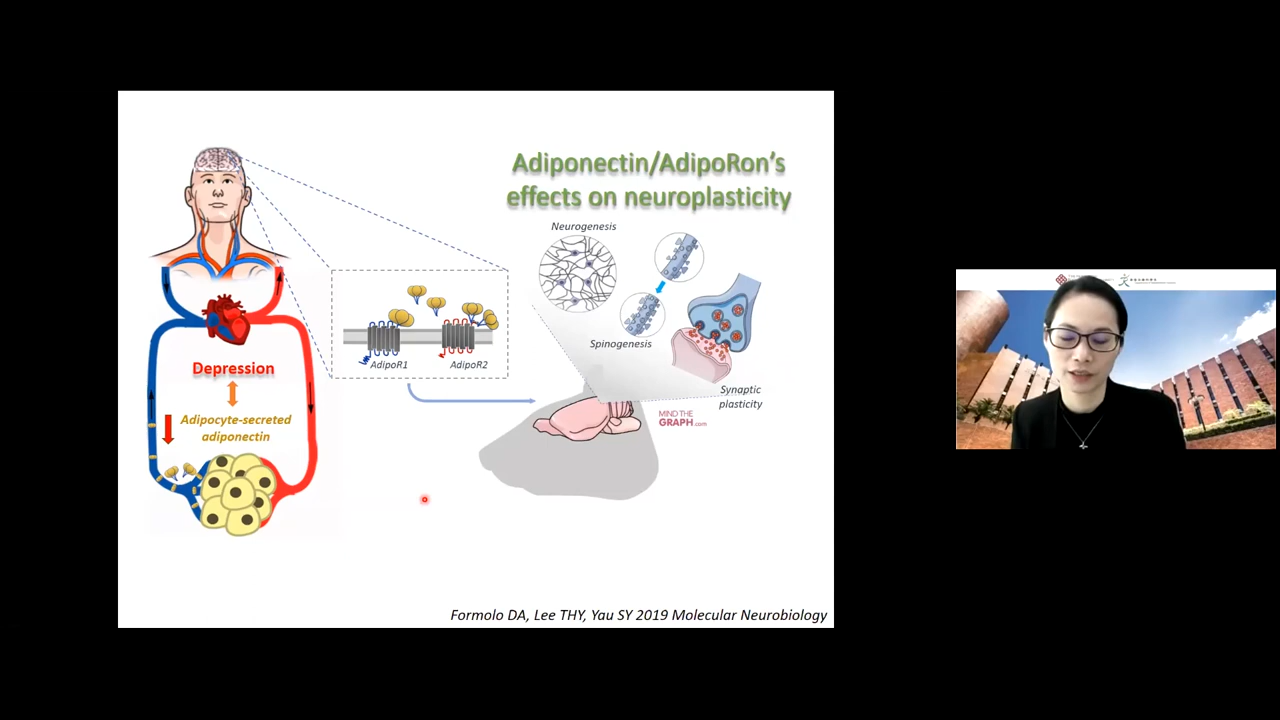 Adiponectin/AdipoRon's
effects on neuroplasticity
Neurogenesis
Spinogenesis
Synaptic
plasticity
AdipoR1
AdipoR2
Depression
Adipocyte-secreted
adiponectin
MIND THE
GRAPH.com
Formolo DA, Lee THY, Yau SY 2019 Molecular Neurobiology